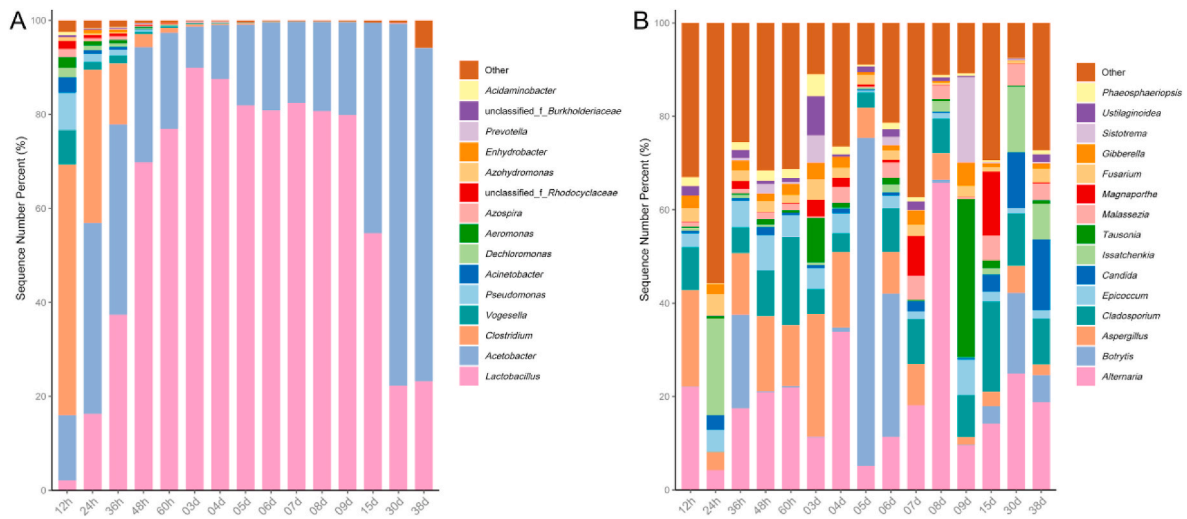 A
Sequence Number Percent (%)
100
80
60
40
20
0
12h
24h
36h
48h
60h
03d
04d
05d
06d
07d
08d
09d
15d
30d
38d
Other
Acidaminobacter
unclassified_f_Burkholderiaceae
Prevotella
Enhydrobacter
Azohydromonas
unclassified_f_Rhodocyclaceae
Azospira
Aeromonas
Dechloromonas
Acinetobacter
Pseudomonas
Vogesella
Clostridium
Acetobacter
Lactobacillus
B
Sequence Number Percent (%)
100
80
60
40
20
0
12h
24h
36h
48h
60h
03d
04d
05d
06d
07d
08d
09d
15d
30d
38d
Other
Phaeosphaeriopsis
Ustilaginoidea
Sistotrema
Gibberella
Fusarium
Magnaporthe
Malassezia
Tausonia
Issatchenkia
Candida
Epicoccum
Cladosporium
Aspergillus
Botrytis
Alternaria